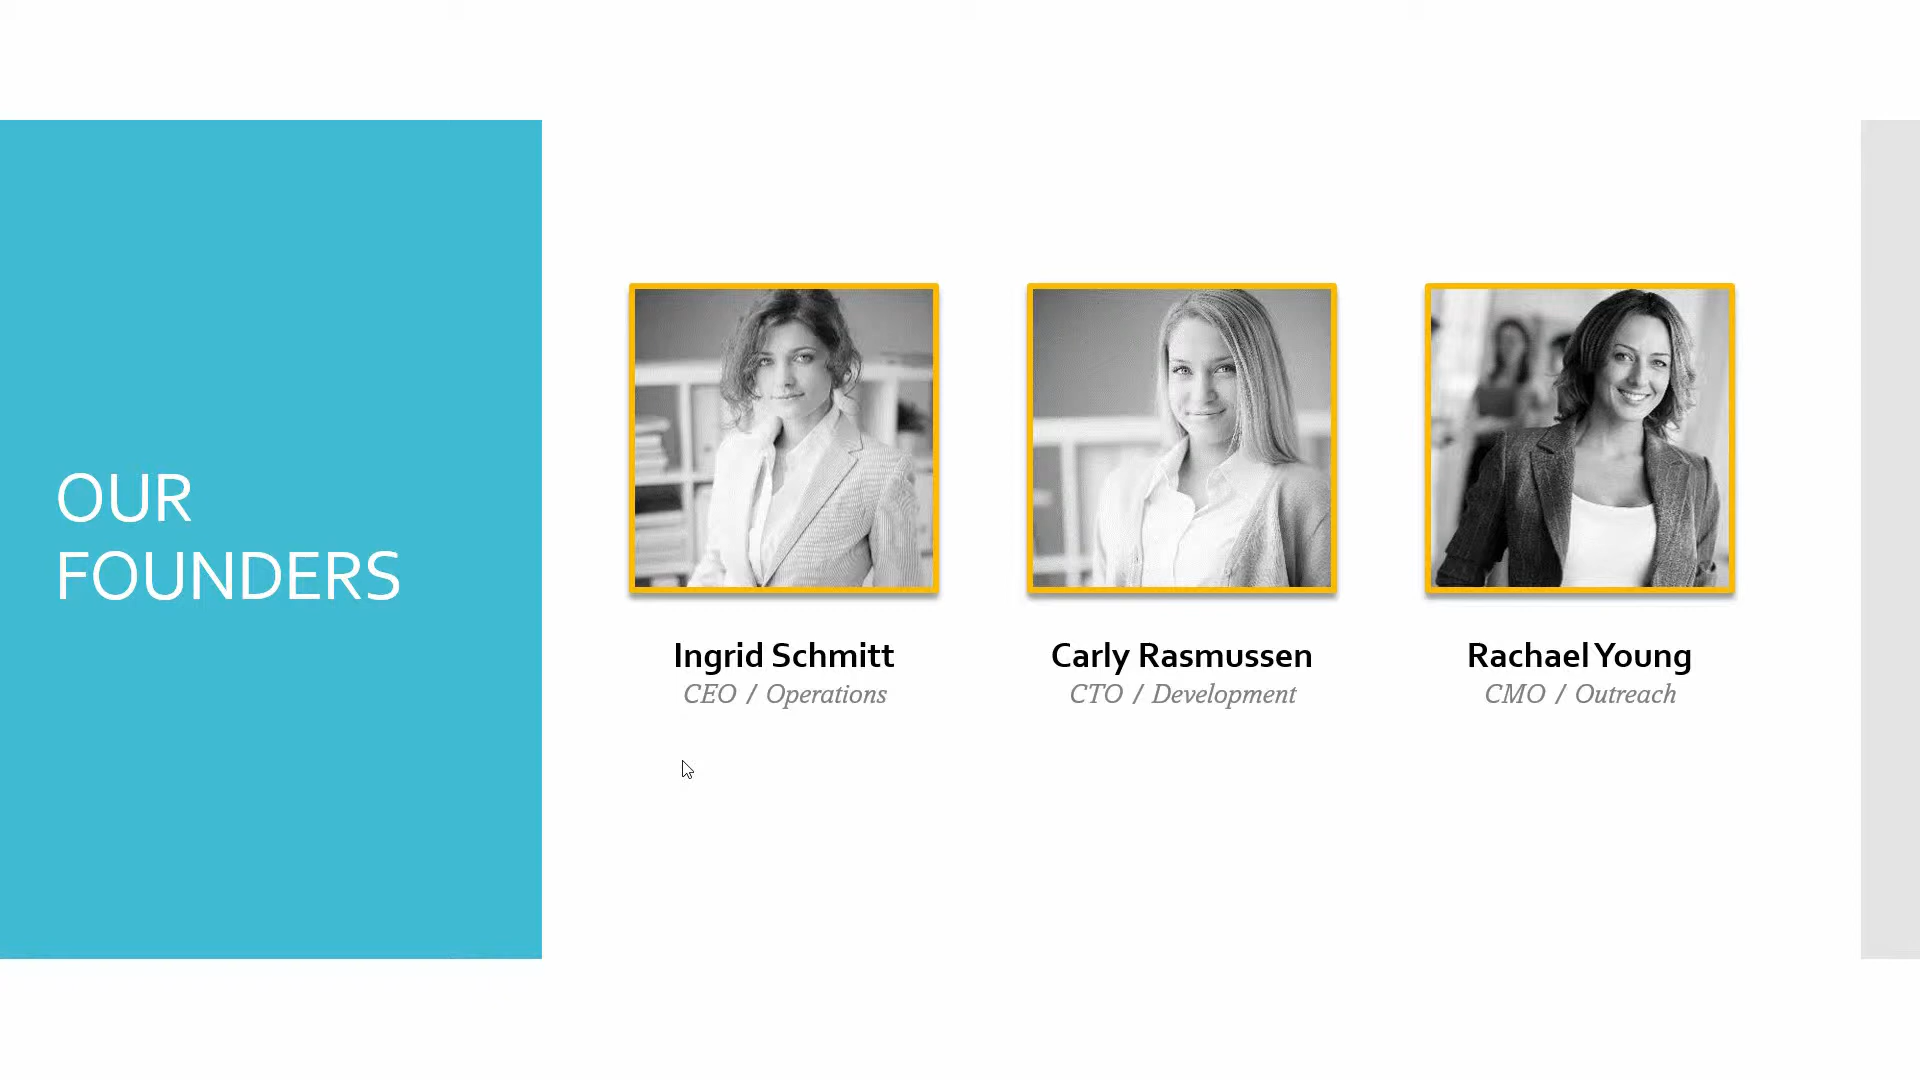 OUR
FOUNDERS
Ingrid Schmitt
CEO / Operations
Carly Rasmussen
CTO / Development
Rachael Young
CMO / Outreach